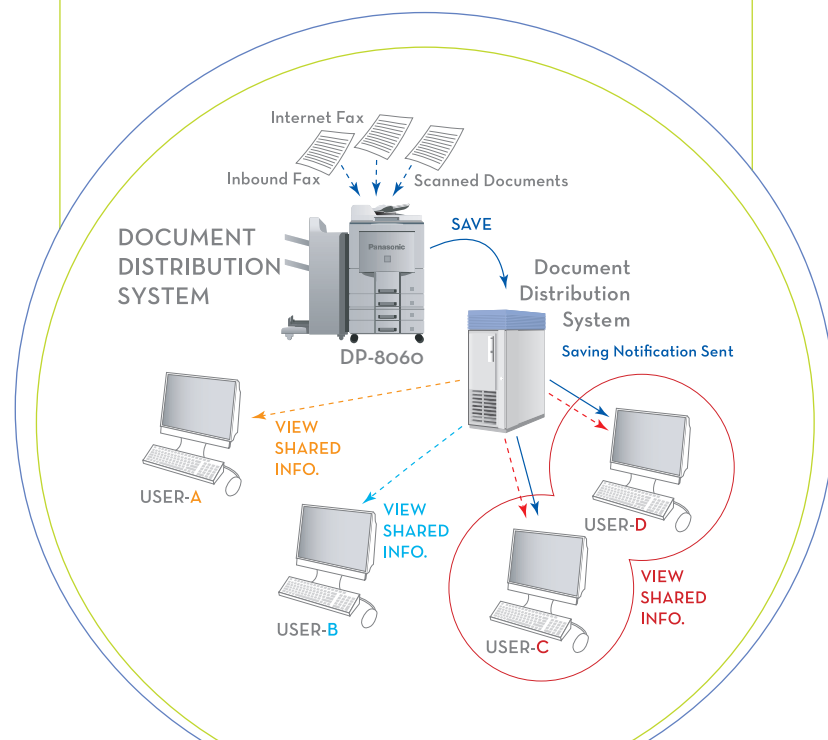 Internet Fax
Inbound Fax
Scanned Documents
DOCUMENT
DISTRIBUTION
SYSTEM
Panasonic
SAVE
DP-8060
Document
Distribution
System
Saving Notification Sent
VIEW
SHARED
INFO.
USER-A
VIEW
SHARED
INFO.
USER-B
USER-D
VIEW
SHARED
INFO.
USER-C